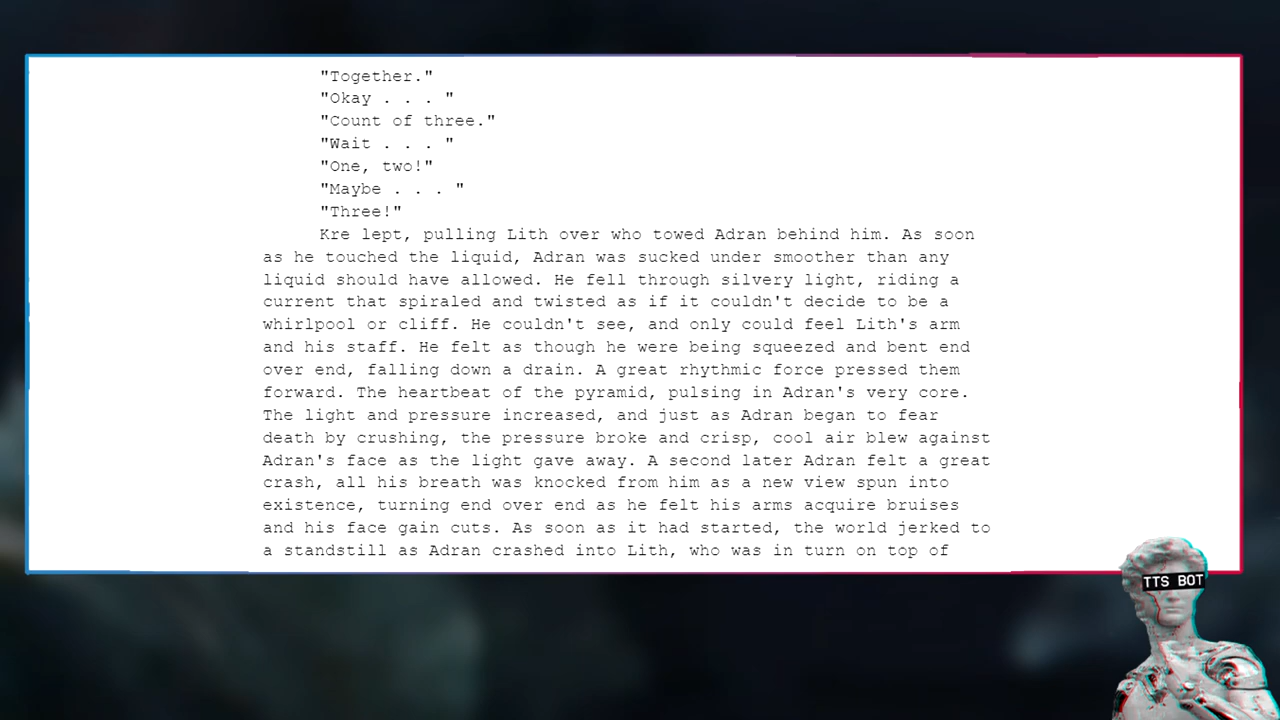 "Together."
"Okay . . . "
"Count of three."
"Wait . . . "
"One, two!"
"Maybe . . . "
"Three!"
Kre lept, pulling Lith over who towed Adran behind him. As soon
as he touched the liquid, Adran was sucked under smoother than any
liquid should have allowed. He fell through silvery light, riding a
current that spiraled and twisted as if it couldn't decide to be a
whirlpool or cliff. He couldn't see, and only could feel Lith's arm
and his staff. He felt as though he were being squeezed and bent end
over end, falling down a drain. A great rhythmic force pressed them
forward. The heartbeat of the pyramid, pulsing in Adran's very core.
The light and pressure increased, and just as Adran began to fear
death by crushing, the pressure broke and crisp, cool air blew against
Adran's face as the light gave away. A second later Adran felt a great
crash, all his breath was knocked from him as a new view spun into
existence, turning end over end as he felt his arms acquire bruises
and his face gain cuts. As soon as it had started, the world jerked to
a standstill as Adran crashed into Lith, who was in turn on top of
TTS BOT